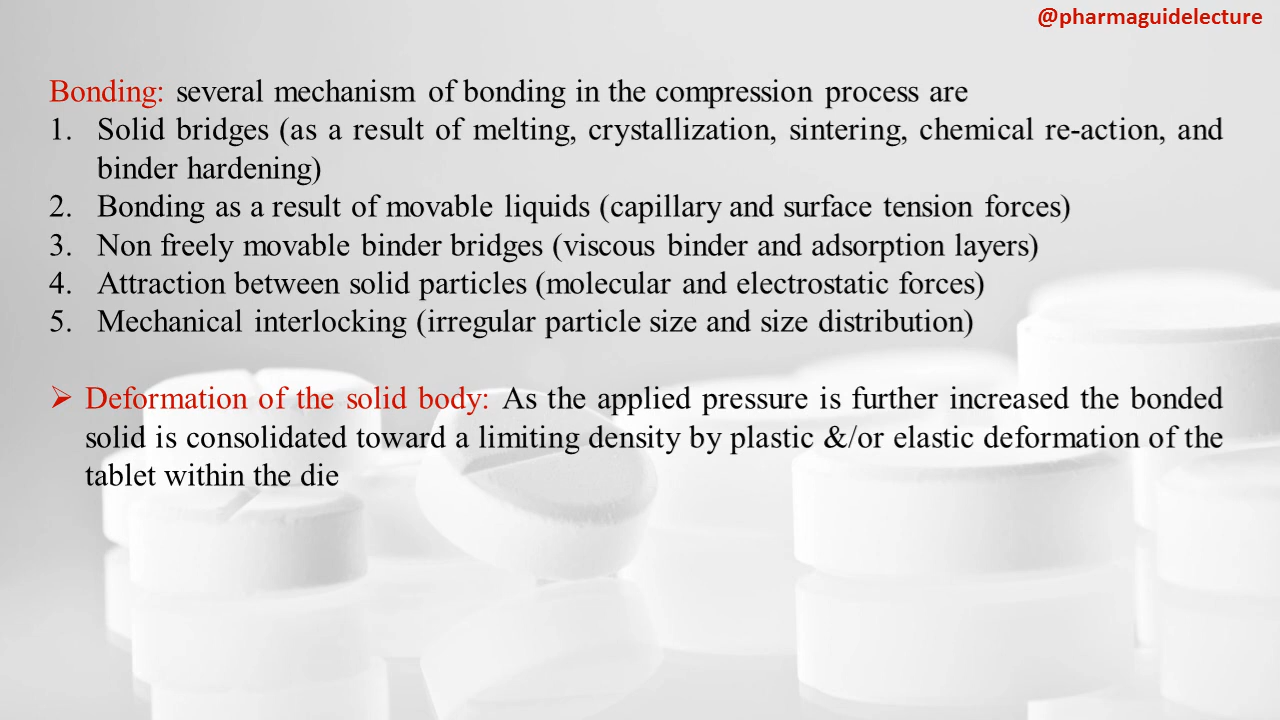 @pharmaguidelecture
Bonding: several mechanism of bonding in the compression process are
1. Solid bridges (as a result of melting, crystallization, sintering, chemical re-action, and
binder hardening)
2. Bonding as a result of movable liquids (capillary and surface tension forces)
3. Non freely movable binder bridges (viscous binder and adsorption layers)
4. Attraction between solid particles (molecular and electrostatic forces)
5. Mechanical interlocking (irregular particle size and size distribution)
➢ Deformation of the solid body: As the applied pressure is further increased the bonded
solid is consolidated toward a limiting density by plastic &/or elastic deformation of the
tablet within the die